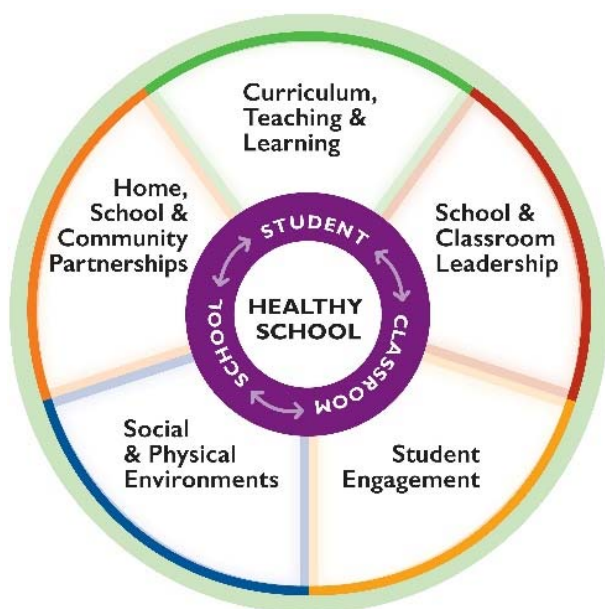 Curriculum,
Teaching &
Learning
School &
Classroom
Leadership
Student
Engagement
Social
& Physical
Environments
Home,
School &
Community
Partnerships
STUDENT
CLASSROOM
SCHOOL
HEALTHY
SCHOOL